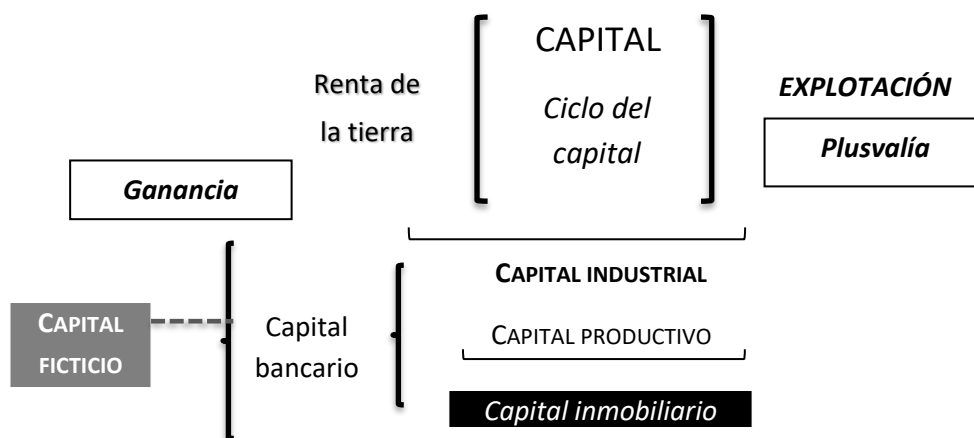 CAPITAL
Ciclo del
capital
Renta de
la tierra
EXPLOTACIÓN
Plusvalía
Ganancia
CAPITAL INDUSTRIAL
CAPITAL PRODUCTIVO
Capital inmobiliario
Capital
bancario
CAPITAL
FICTICIO